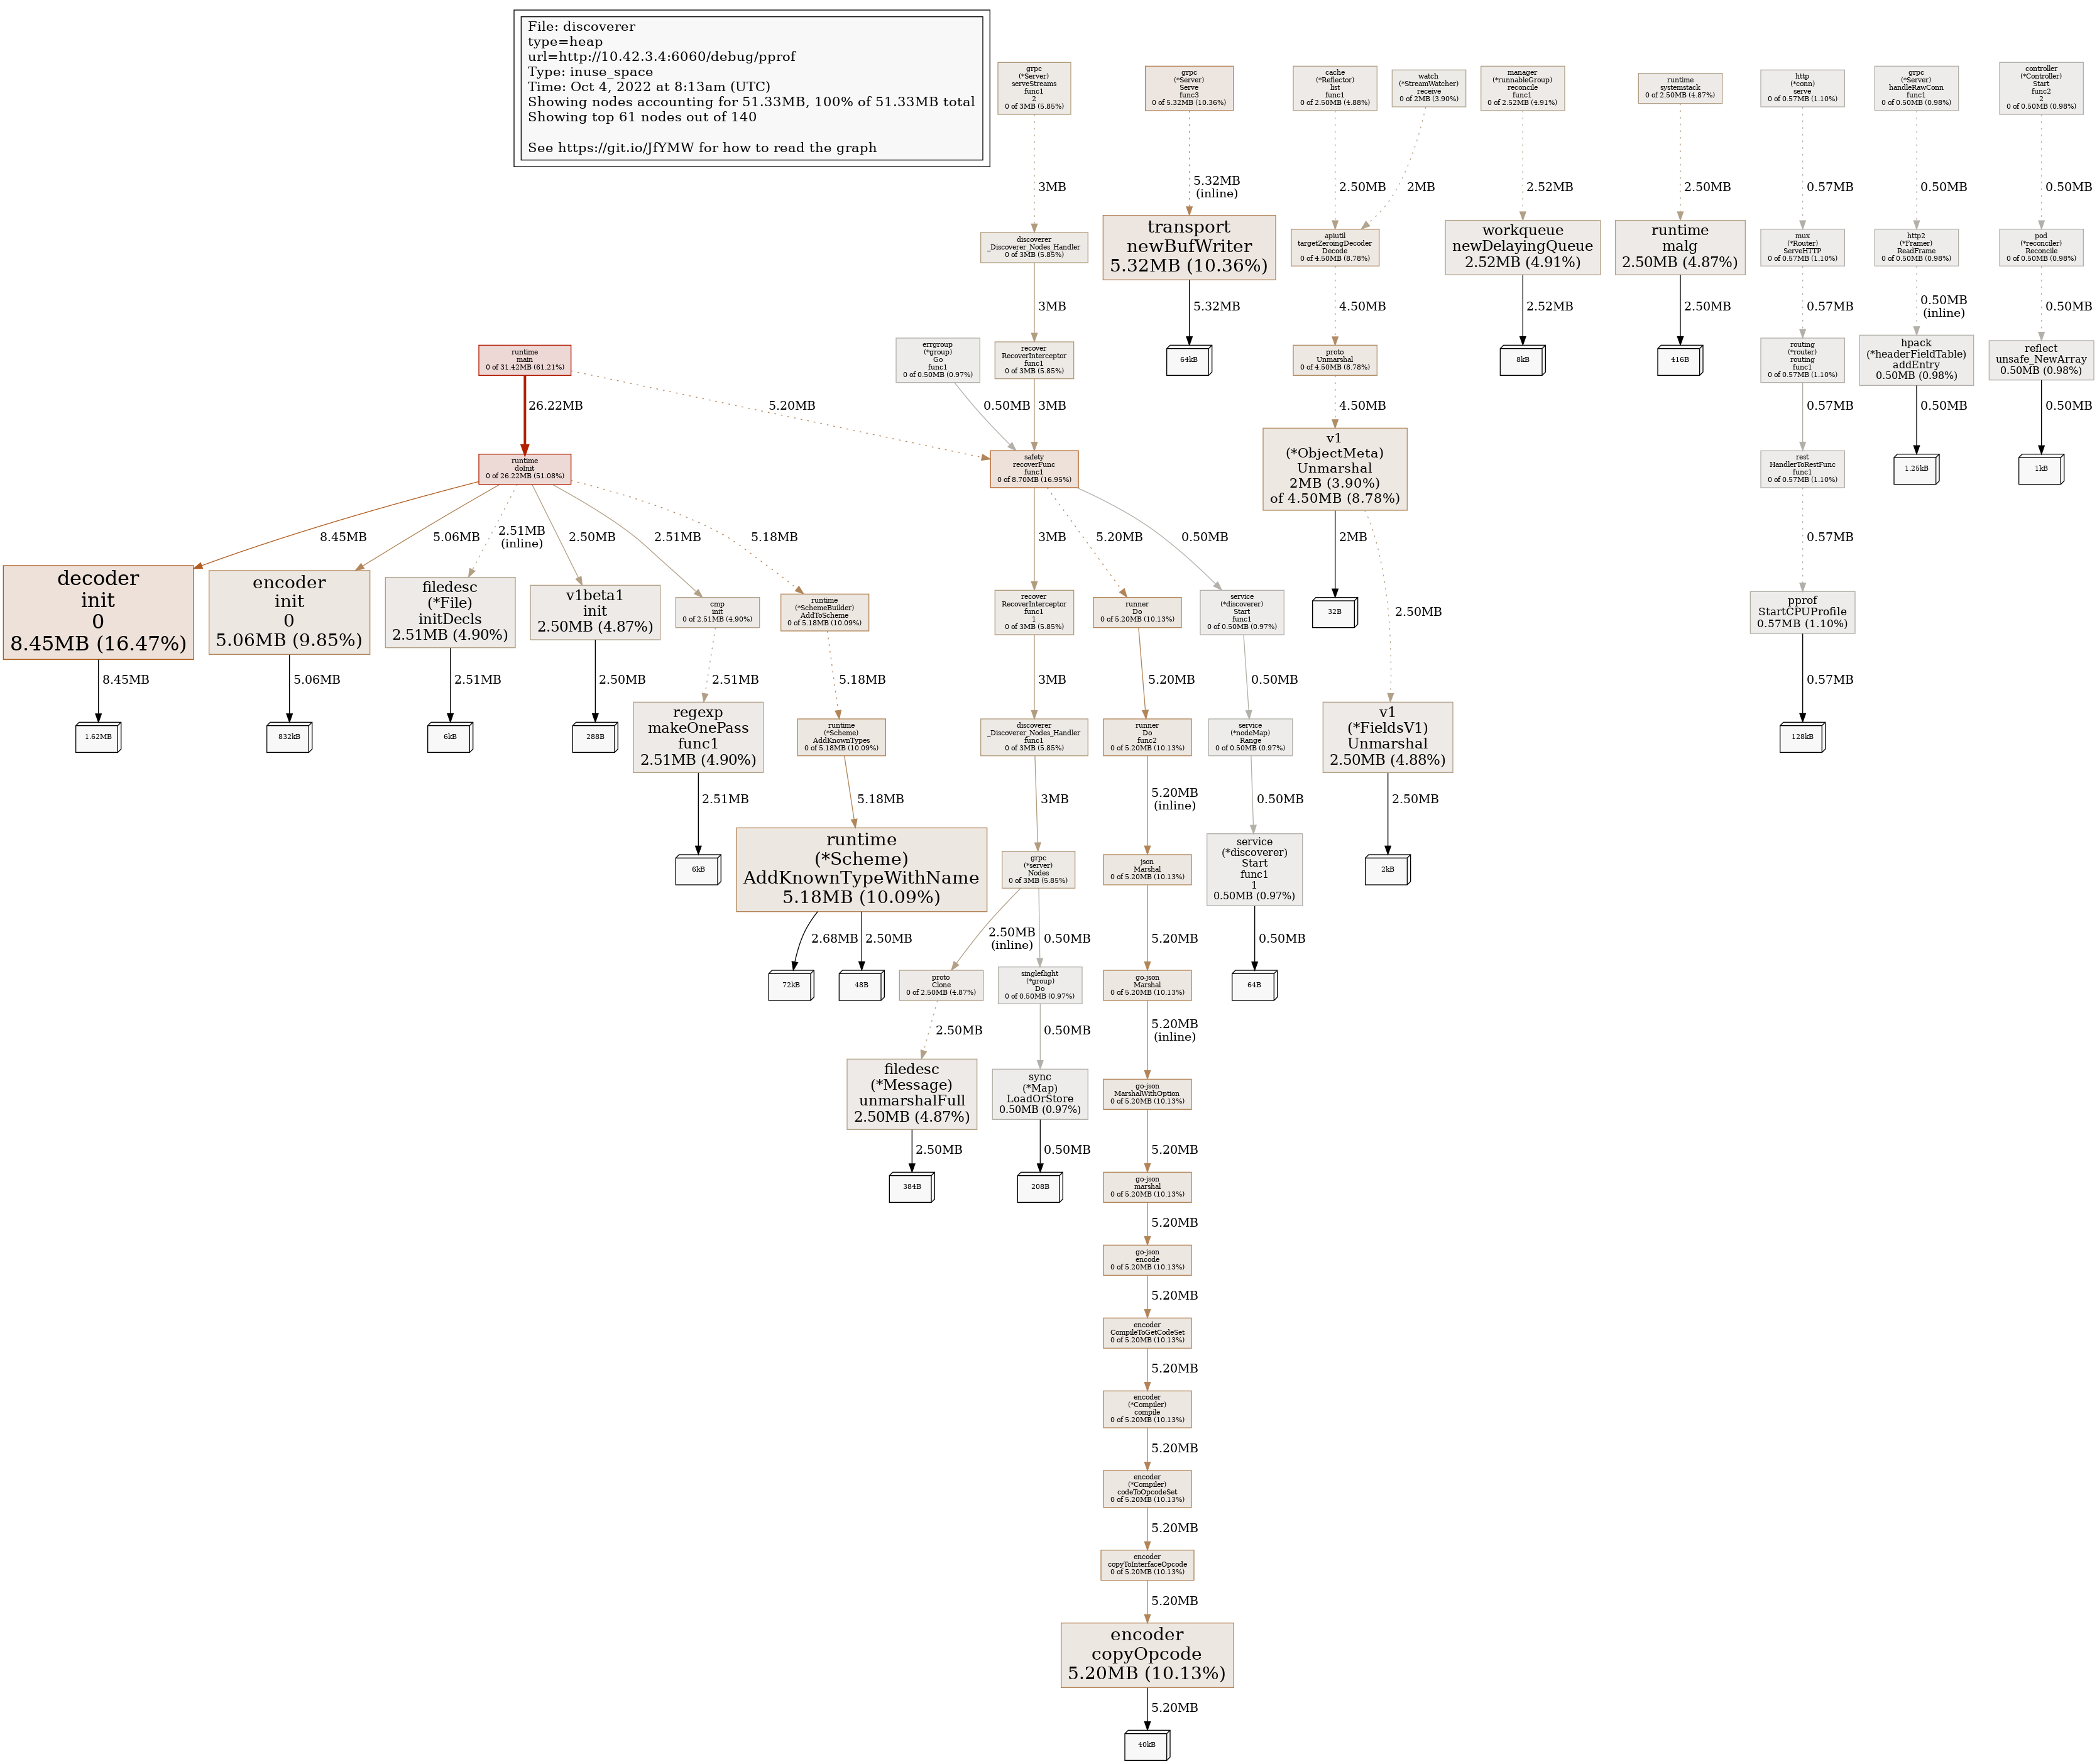 File: discoverer
type=heap
url=http://10.42.3.4:6060/debug/pprof
Type: inuse_space
Time: Oct 4, 2022 at 8:13am (UTC)
Showing nodes accounting for 51.33MB, 100% of 51.33MB total
Showing top 61 nodes out of 140
See https://git.io/JfYMW for how to read the graph
grpc
(*Server)
serveStreams
func1
2
0 of 3MB (5.85%)
grpc
(*Server)
Serve
func3
0 of 5.32MB (10.36%)
cache
(*Reflector)
list
func1
0 of 2.50MB (4.88%)
watch
(*StreamWatcher)
receive
0 of 2MB (3.90%)
manager
(*runnableGroup)
reconcile
func1
0 of 2.52MB (4.91%)
runtime
systemstack
0 of 2.50MB (4.87%)
http
(*conn)
serve
0 of 0.57MB (1.10%)
grpc
(*Server)
handleRawConn
func1
0 of 0.50MB (0.98%)
controller
(*Controller)
Start
func2
2
0 of 0.50MB (0.98%)
3MB
5.32MB
(inline)
2.50MB
2MB
2.52MB
2.50MB
0.57MB
0.50MB
0.50MB
discoverer
_Discoverer_Nodes_Handler
0 of 3MB (5.85%)
transport
newBufWriter
5.32MB (10.36%)
apiutil
targetZeroingDecoder
Decode
0 of 4.50MB (8.78%)
workqueue
newDelayingQueue
2.52MB (4.91%)
runtime
malg
2.50MB (4.87%)
mux
(*Router)
ServeHTTP
0 of 0.57MB (1.10%)
http2
(*Framer)
ReadFrame
0 of 0.50MB (0.98%)
pod
(*reconciler)
Reconcile
0 of 0.50MB (0.98%)
3MB
5.32MB
4.50MB
2.52MB
2.50MB
0.57MB
0.50MB
(inline)
0.50MB
runtime
main
0 of 31.42MB (61.21%)
errgroup
(*group)
Go
func1
0 of 0.50MB (0.97%)
recover
RecoverInterceptor
func1
0 of 3MB (5.85%)
64kB
proto
Unmarshal
0 of 4.50MB (8.78%)
8kB
416B
routing
(*router)
routing
func1
0 of 0.57MB (1.10%)
hpack
(*headerFieldTable)
addEntry
0.50MB (0.98%)
reflect
unsafe_NewArray
0.50MB (0.98%)
26.22MB
5.20MB
0.50MB
3MB
4.50MB
0.57MB
0.50MB
0.50MB
runtime
doInit
0 of 26.22MB (51.08%)
safety
recoverFunc
func1
0 of 8.70MB (16.95%)
v1
(*ObjectMeta)
Unmarshal
2MB (3.90%)
of 4.50MB (8.78%)
rest
HandlerToRestFunc
func1
0 of 0.57MB (1.10%)
1.25kB
1kB
8.45MB
5.06MB
2.51MB
(inline)
2.50MB
2.51MB
5.18MB
3MB
5.20MB
0.50MB
2MB
2.50MB
0.57MB
decoder
init
0
8.45MB (16.47%)
encoder
init
0
5.06MB (9.85%)
filedesc
(*File)
initDecls
2.51MB (4.90%)
v1beta1
init
2.50MB (4.87%)
cmp
init
0 of 2.51MB (4.90%)
runtime
(*SchemeBuilder)
AddToScheme
0 of 5.18MB (10.09%)
recover
RecoverInterceptor
func1
1
0 of 3MB (5.85%)
runner
Do
0 of 5.20MB (10.13%)
service
(*discoverer)
Start
func1
0 of 0.50MB (0.97%)
32B
pprof
StartCPUProfile
0.57MB (1.10%)
8.45MB
5.06MB
2.51MB
2.50MB
2.51MB
5.18MB
3MB
5.20MB
0.50MB
0.57MB
1.62MB
832kB
6kB
288B
regexp
makeOnePass
func1
2.51MB (4.90%)
runtime
(*Scheme)
AddKnownTypes
0 of 5.18MB (10.09%)
discoverer
_Discoverer_Nodes_Handler
func1
0 of 3MB (5.85%)
runner
Do
func2
0 of 5.20MB (10.13%)
service
(*nodeMap)
Range
0 of 0.50MB (0.97%)
v1
(*FieldsV1)
Unmarshal
2.50MB (4.88%)
128kB
2.51MB
5.18MB
3MB
5.20MB
(inline)
0.50MB
2.50MB
6kB
runtime
(*Scheme)
AddKnownTypeWithName
5.18MB (10.09%)
grpc
(*server)
Nodes
0 of 3MB (5.85%)
json
Marshal
0 of 5.20MB (10.13%)
service
(*discoverer)
Start
func1
1
0.50MB (0.97%)
2kB
2.68MB
2.50MB
2.50MB
(inline)
0.50MB
5.20MB
0.50MB
72kB
48B
proto
Clone
0 of 2.50MB (4.87%)
singleflight
(*group)
Do
0 of 0.50MB (0.97%)
go-json
Marshal
0 of 5.20MB (10.13%)
64B
2.50MB
0.50MB
5.20MB
(inline)
filedesc
(*Message)
unmarshalFull
2.50MB (4.87%)
sync
(*Map)
LoadOrStore
0.50MB (0.97%)
go-json
MarshalWithOption
0 of 5.20MB (10.13%)
2.50MB
0.50MB
5.20MB
384B
208B
go-json
marshal
0 of 5.20MB (10.13%)
5.20MB
go-json
encode
0 of 5.20MB (10.13%)
5.20MB
encoder
CompileToGetCodeSet
0 of 5.20MB (10.13%)
5.20MB
encoder
(*Compiler)
compile
0 of 5.20MB (10.13%)
5.20MB
encoder
(*Compiler)
codeToOpcodeSet
0 of 5.20MB (10.13%)
5.20MB
encoder
copyToInterfaceOpcode
0 of 5.20MB (10.13%)
5.20MB
encoder
copyOpcode
5.20MB (10.13%)
5.20MB
40kB